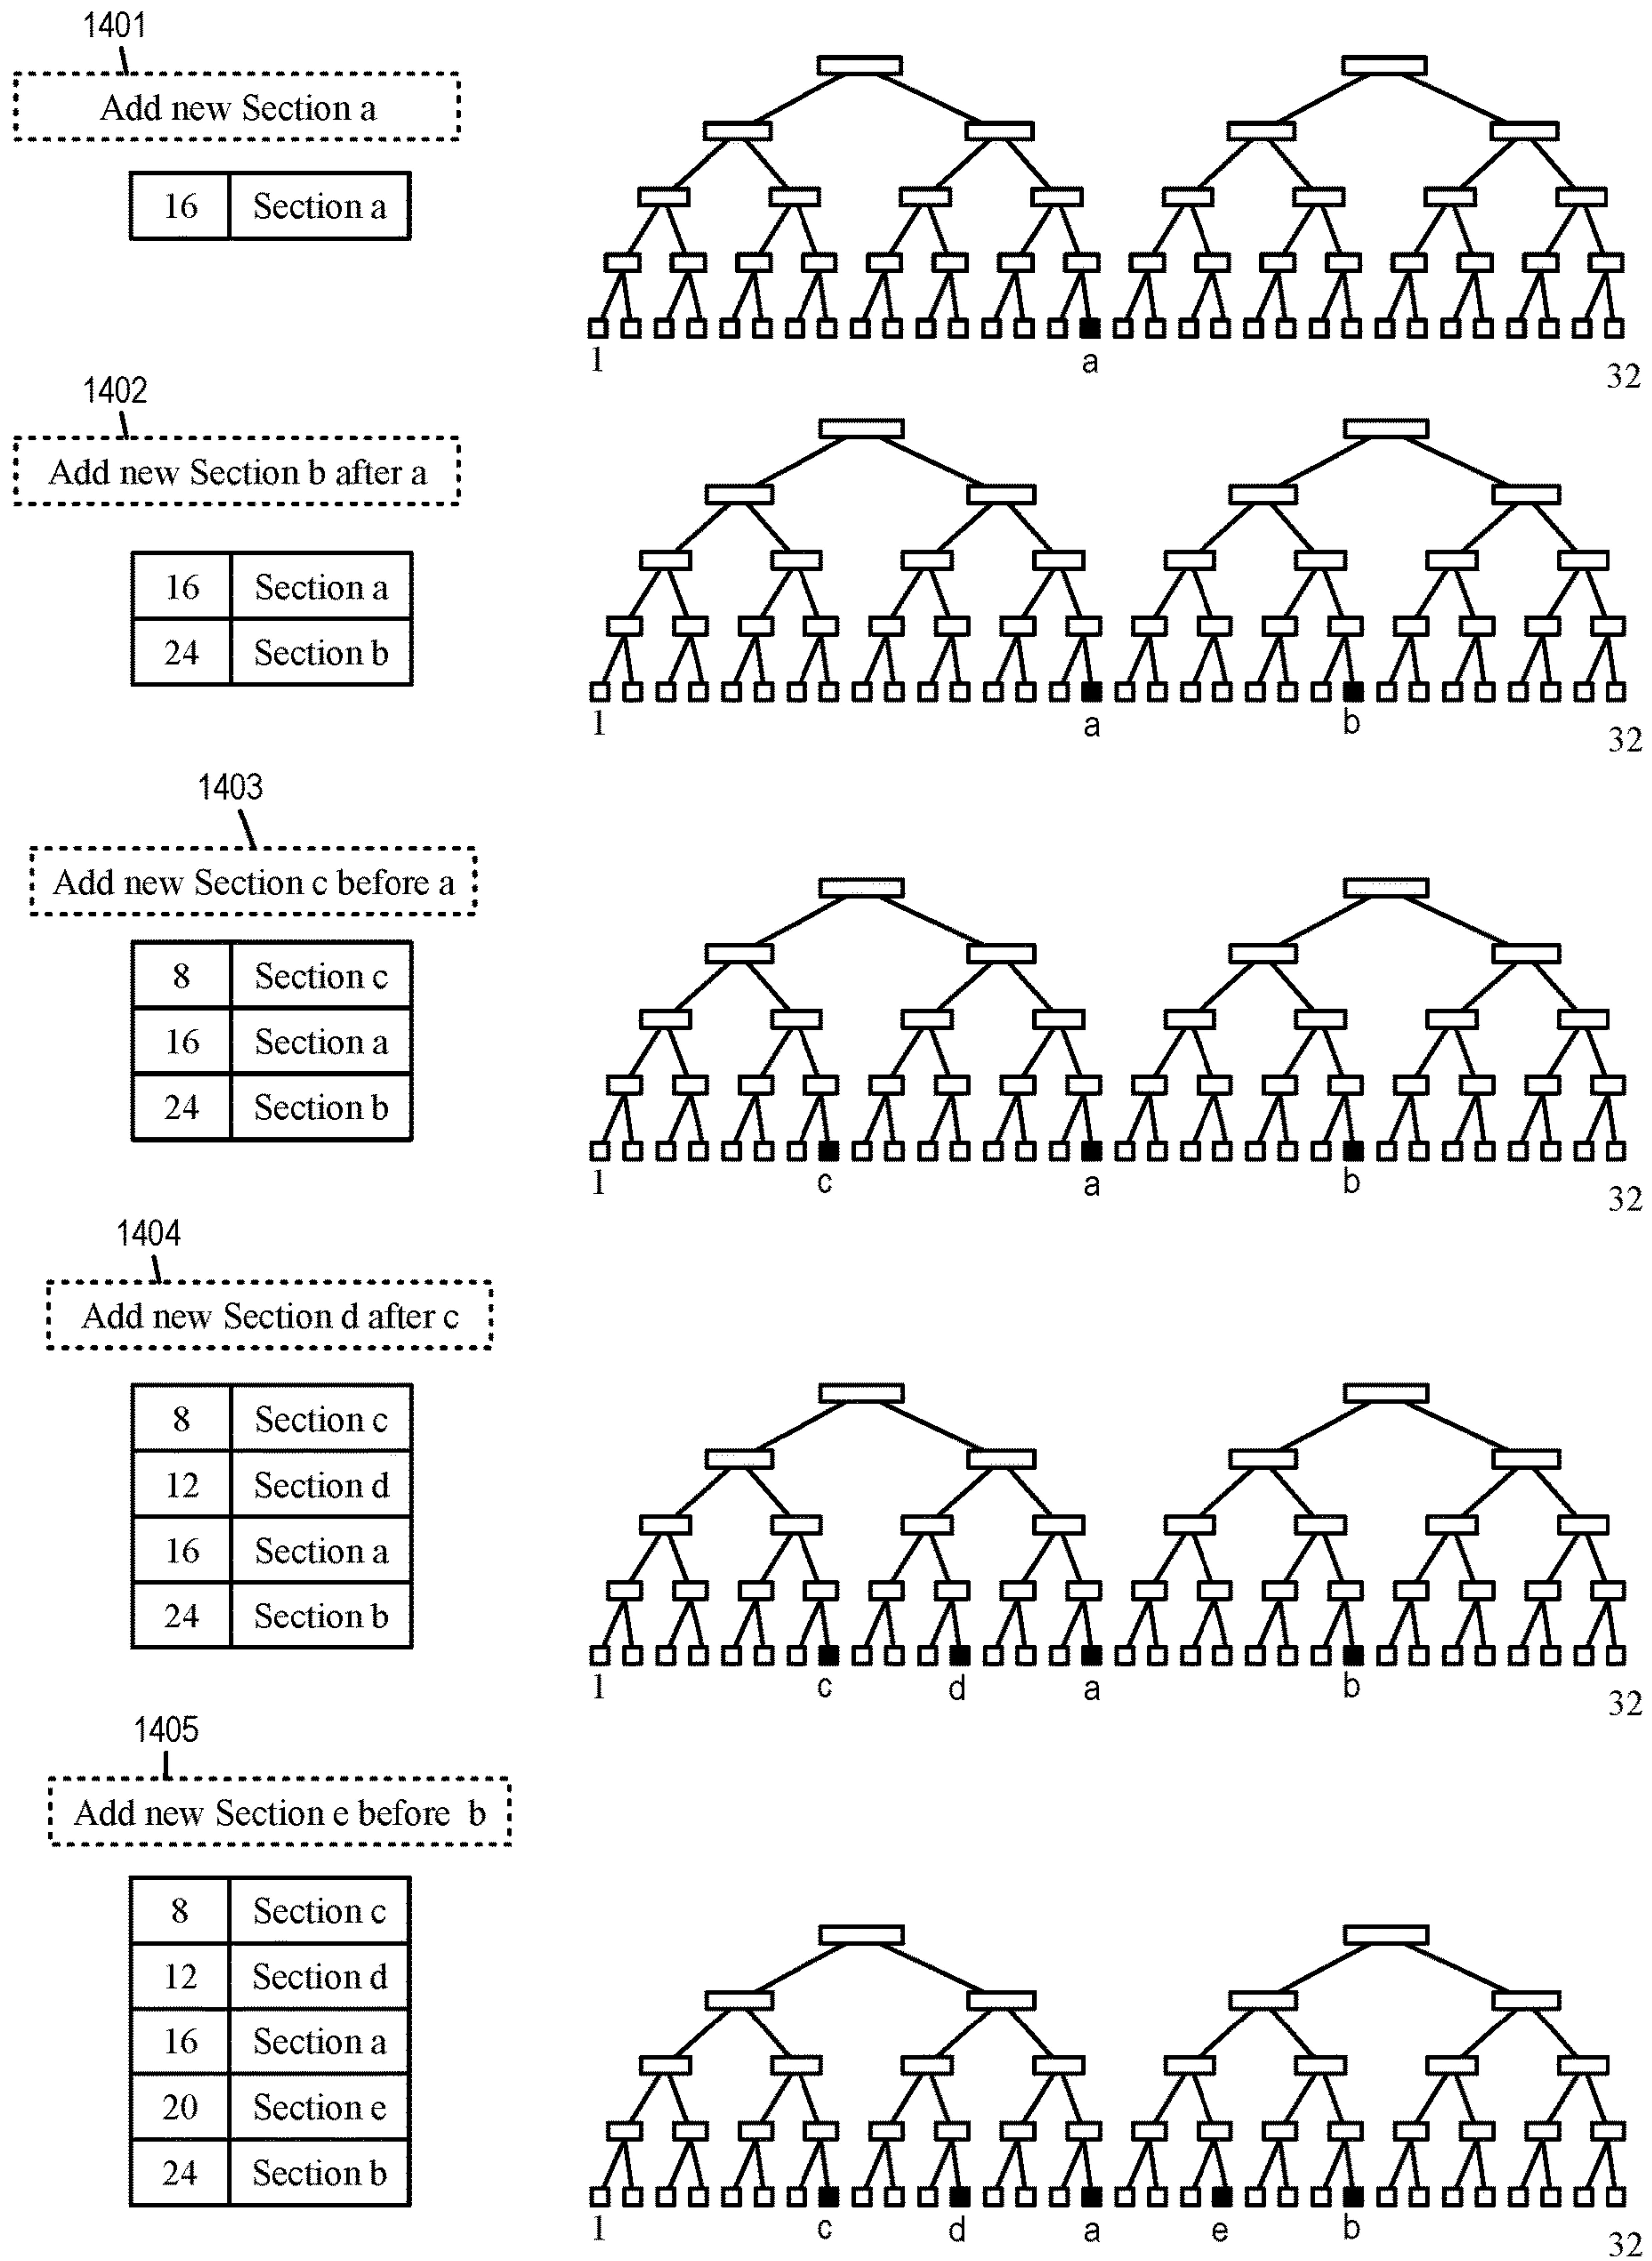 1401
Add new Section a
16 Section a
1 a 32
1402
Add new Section b after a
16 Section a
24 Section b
1 a b 32
1403
Add new Section c before a
8 Section c
16 Section a
24 Section b
1 c a b 32
1404
Add new Section d after c
8 Section c
12 Section d
16 Section a
24 Section b
1 c d a b 32
1405
Add new Section e before b
8 Section c
12 Section d
16 Section a
20 Section e
24 Section b
1 c d a e b 32